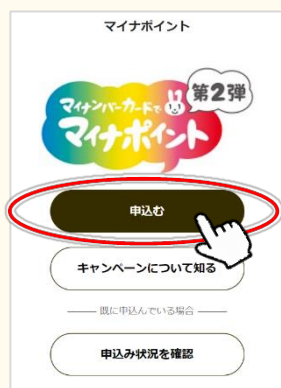 マイナポイント
第2弾
マイナンバーカードで
マイナポイント
申込む
キャンペーンについて知る
既に申込んでいる場合
申込み状況を確認